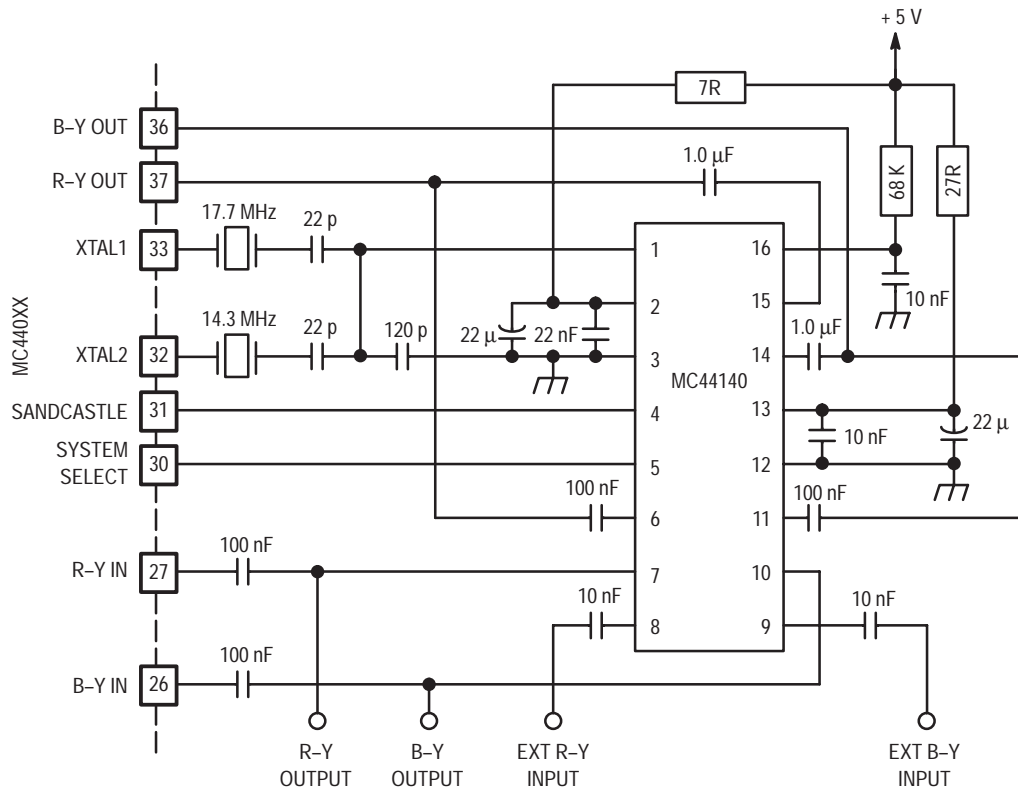 + 5 V
7R
B–Y OUT
36
R–Y OUT
37
1.0 µF
68 K
27R
17.7 MHz
22 p
XTAL1
33
1
16
10 nF
2
15
MC440XX
14.3 MHz
22 p
120 p
22 µ
22 nF
1.0 µF
XTAL2
32
3
14
MC44140
SANDCASTLE
31
4
13
10 nF
22 µ
SYSTEM
SELECT
30
5
12
100 nF
100 nF
6
11
100 nF
R–Y IN
27
7
10
10 nF
10 nF
8
9
100 nF
B–Y IN
26
R–Y
OUTPUT
B–Y
OUTPUT
EXT R–Y
INPUT
EXT B–Y
INPUT